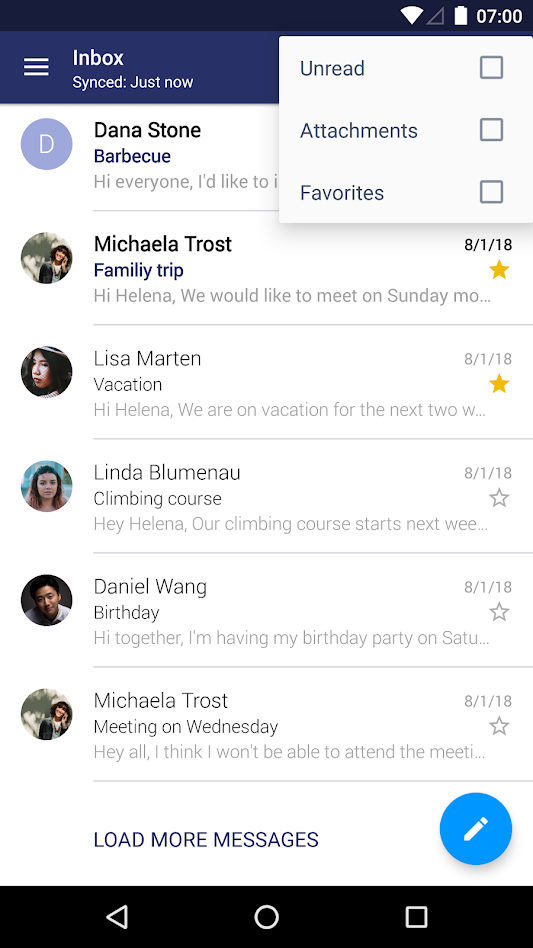 07:00
Inbox
Synced: Just now
Unread
Attachments
Favorites
D
Dana Stone
Barbecue
Hi everyone, I'd like to i
Michaela Trost
8/1/18
Familiy trip
Hi Helena, We would like to meet on Sunday mo...
Lisa Marten
8/1/18
Vacation
Hi Helena, We are on vacation for the next two w...
Linda Blumenau
8/1/18
Climbing course
Hey Helena, Our climbing course starts next wee...
Daniel Wang
8/1/18
Birthday
Hi together, I'm having my birthday party on Satu...
Michaela Trost
8/1/18
Meeting on Wednesday
Hey all, I think I won't be able to attend the meeti...
LOAD MORE MESSAGES